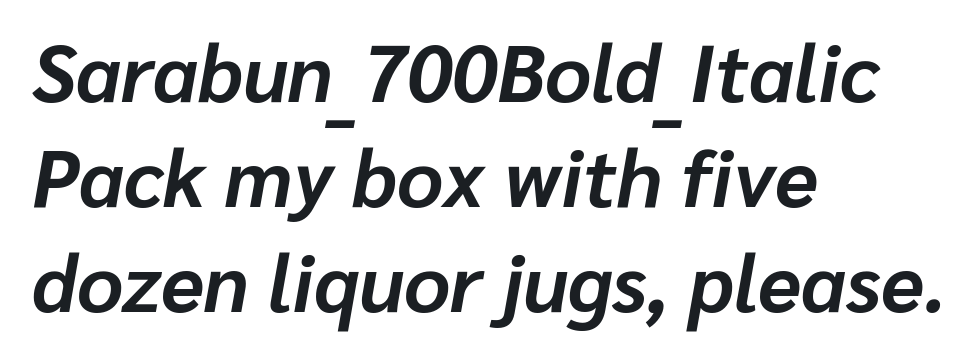 Sarabun_700Bold_Italic
Pack my box with five
dozen liquor jugs, please.